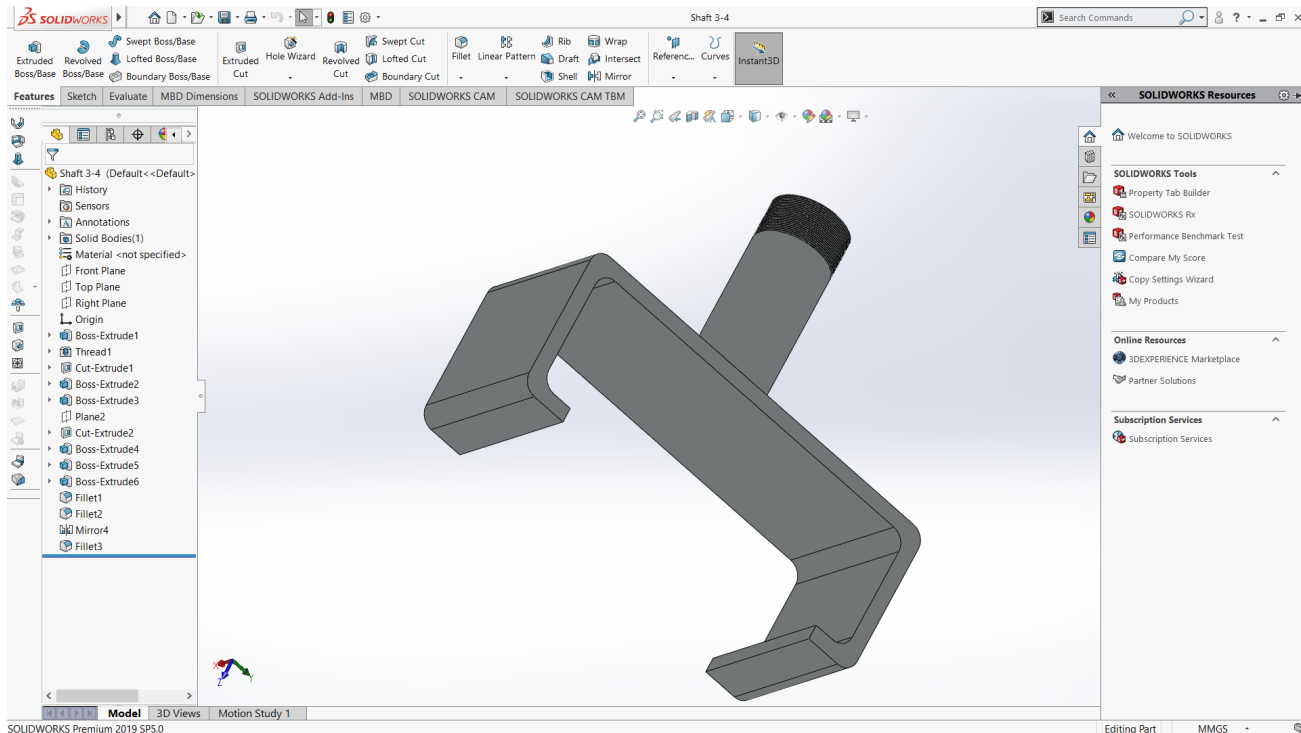 SOLIDWORKS
Shaft 3-4
Search Commands
Extruded Boss/Base
Revolved Boss/Base
Swept Boss/Base
Lofted Boss/Base
Boundary Boss/Base
Extruded Cut
Hole Wizard
Revolved Cut
Swept Cut
Lofted Cut
Boundary Cut
Fillet
Linear Pattern
Rib
Draft
Shell
Wrap
Intersect
Mirror
Referenc...
Curves
Instant3D
Features
Sketch
Evaluate
MBD Dimensions
SOLIDWORKS Add-Ins
MBD
SOLIDWORKS CAM
SOLIDWORKS CAM TBM
Shaft 3-4 (Default<<Default>
History
Sensors
Annotations
Solid Bodies(1)
Material <not specified>
Front Plane
Top Plane
Right Plane
Origin
Boss-Extrude1
Thread1
Cut-Extrude1
Boss-Extrude2
Boss-Extrude3
Plane2
Cut-Extrude2
Boss-Extrude4
Boss-Extrude5
Boss-Extrude6
Fillet1
Fillet2
Mirror4
Fillet3
X
Y
Z
SOLIDWORKS Resources
Welcome to SOLIDWORKS
SOLIDWORKS Tools
Property Tab Builder
SOLIDWORKS Rx
Performance Benchmark Test
Compare My Score
Copy Settings Wizard
My Products
Online Resources
3DEXPERIENCE Marketplace
Partner Solutions
Subscription Services
Subscription Services
Model
3D Views
Motion Study 1
SOLIDWORKS Premium 2019 SP5.0
Editing Part
MMGS